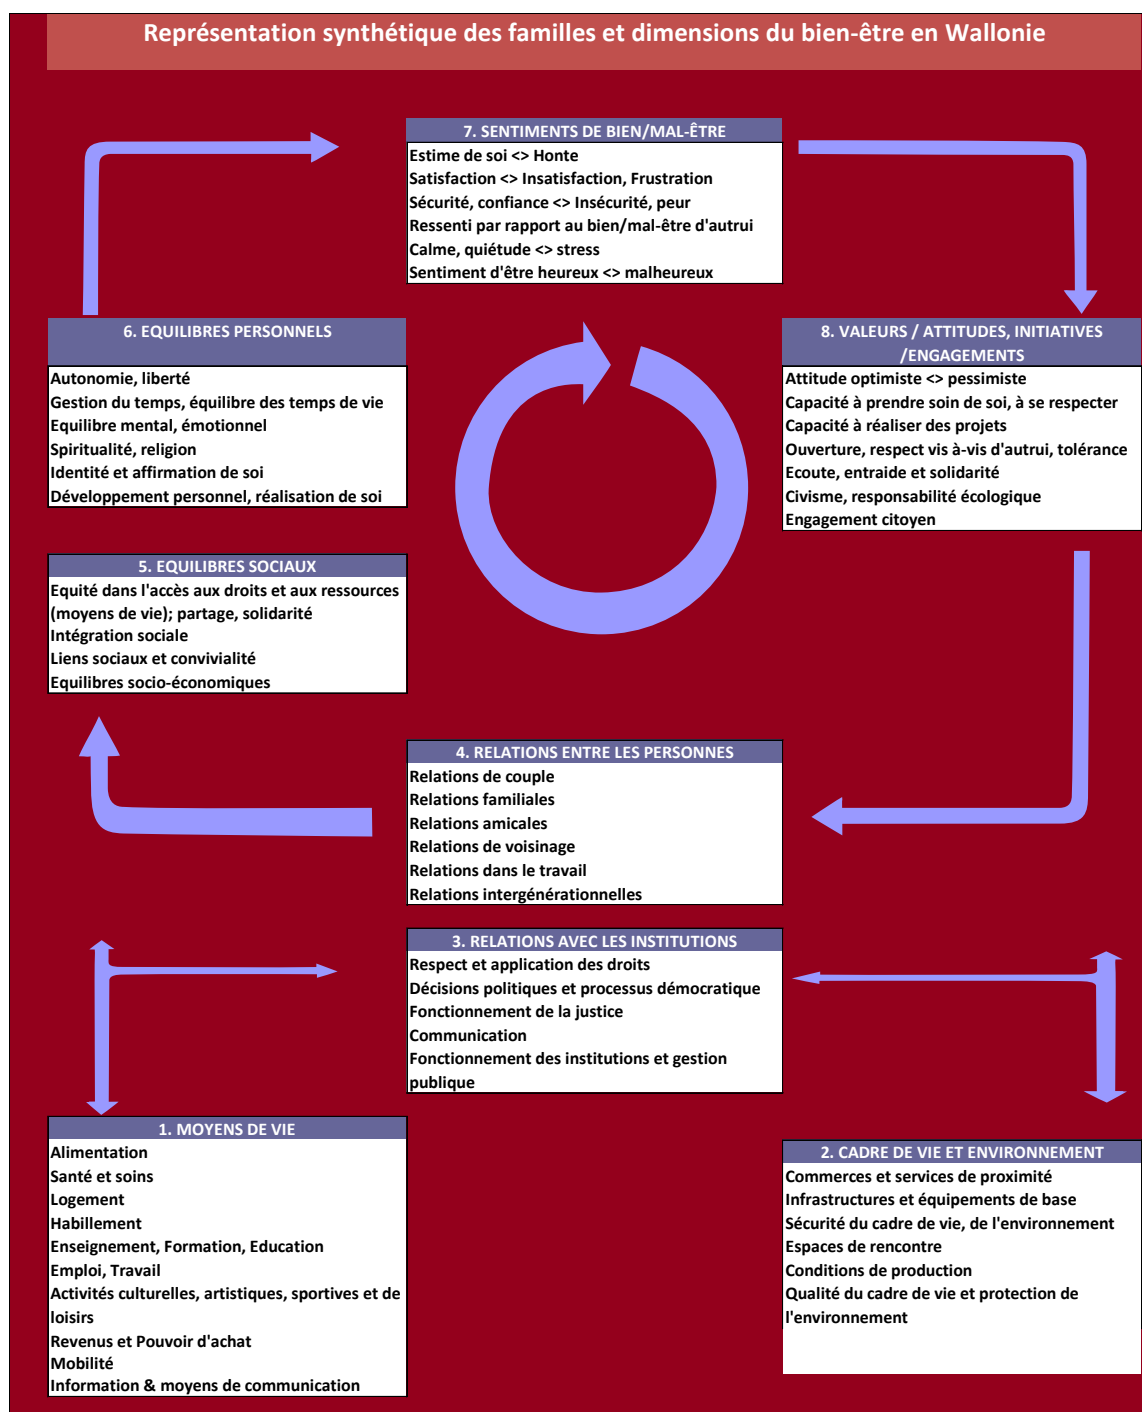 Représentation synthétique des familles et dimensions du bien-être en Wallonie
7. SENTIMENTS DE BIEN/MAL-ÊTRE
Estime de soi <> Honte
Satisfaction <> Insatisfaction, Frustration
Sécurité, confiance <> Insécurité, peur
Ressenti par rapport au bien/mal-être d'autrui
Calme, quiétude <> stress
Sentiment d'être heureux <> malheureux
6. EQUILIBRES PERSONNELS
Autonomie, liberté
Gestion du temps, équilibre des temps de vie
Equilibre mental, émotionnel
Spiritualité, religion
Identité et affirmation de soi
Développement personnel, réalisation de soi
8. VALEURS / ATTITUDES, INITIATIVES
/ENGAGEMENTS
Attitude optimiste <> pessimiste
Capacité à prendre soin de soi, à se respecter
Capacité à réaliser des projets
Ouverture, respect vis à-vis d'autrui, tolérance
Ecoute, entraide et solidarité
Civisme, responsabilité écologique
Engagement citoyen
5. EQUILIBRES SOCIAUX
Equité dans l'accès aux droits et aux ressources
(moyens de vie); partage, solidarité
Intégration sociale
Liens sociaux et convivialité
Equilibres socio-économiques
4. RELATIONS ENTRE LES PERSONNES
Relations de couple
Relations familiales
Relations amicales
Relations de voisinage
Relations dans le travail
Relations intergénérationnelles
3. RELATIONS AVEC LES INSTITUTIONS
Respect et application des droits
Décisions politiques et processus démocratique
Fonctionnement de la justice
Communication
Fonctionnement des institutions et gestion
publique
1. MOYENS DE VIE
Alimentation
Santé et soins
Logement
Habillement
Enseignement, Formation, Education
Emploi, Travail
Activités culturelles, artistiques, sportives et de
loisirs
Revenus et Pouvoir d'achat
Mobilité
Information & moyens de communication
2. CADRE DE VIE ET ENVIRONNEMENT
Commerces et services de proximité
Infrastructures et équipements de base
Sécurité du cadre de vie, de l'environnement
Espaces de rencontre
Conditions de production
Qualité du cadre de vie et protection de
l'environnement